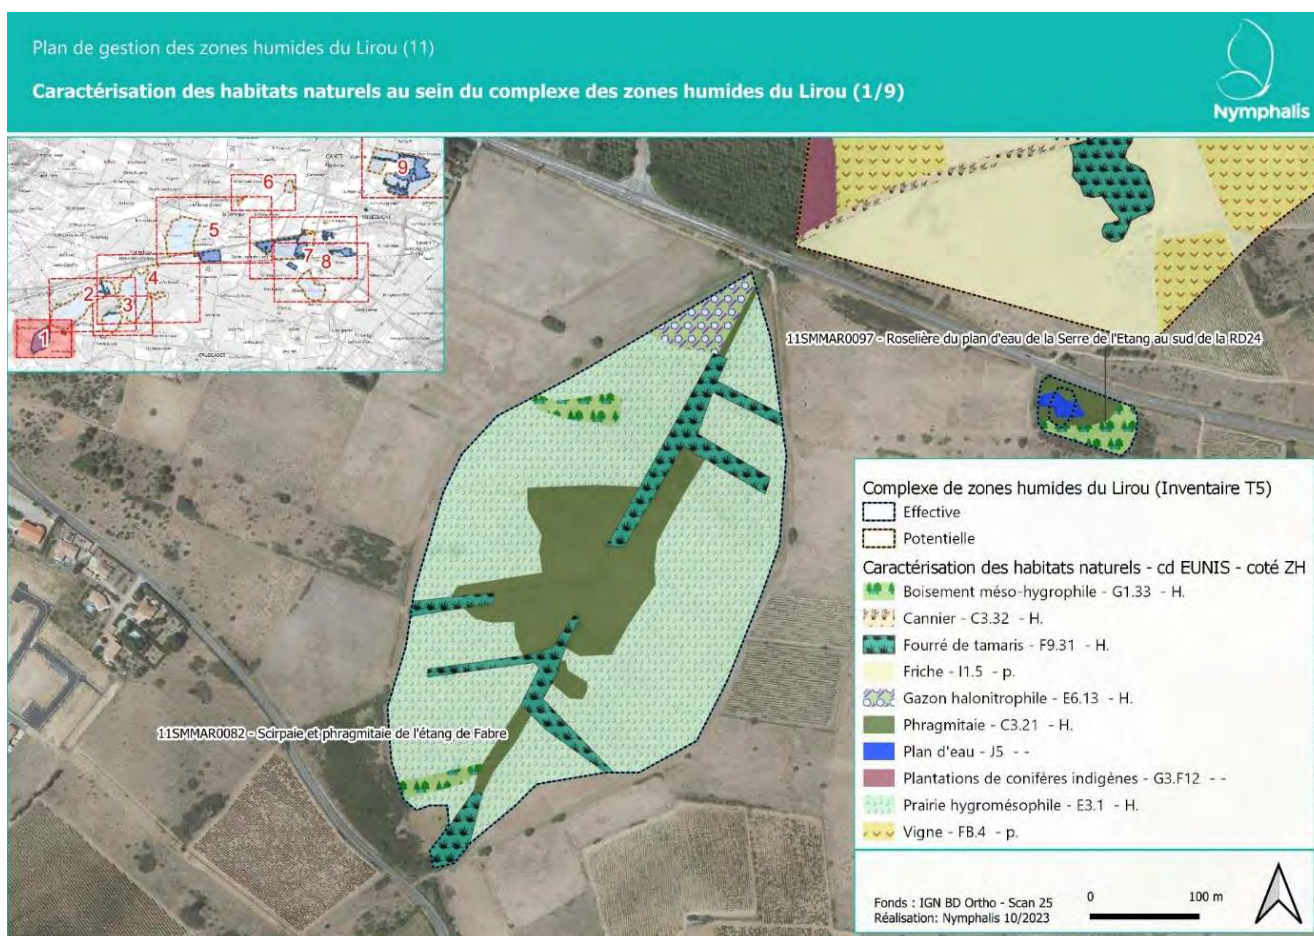 Plan de gestion des zones humides du Lirou (11)
Caractérisation des habitats naturels au sein du complexe des zones humides du Lirou (1/9)
Nymphalis
1
2
3
4
5
6
7
8
9
11SMMAR0097 - Roselière du plan d'eau de la Serre de l'Etang au sud de la RD24
11SMMAR0082 - Scirpaie et phragmitaie de l'étang de Fabre
Complexe de zones humides du Lirou (Inventaire T5)
Effective
Potentielle
Caractérisation des habitats naturels - cd EUNIS - coté ZH
Boisement méso-hygrophile - G1.33 - H.
Cannier - C3.32 - H.
Fourré de tamaris - F9.31 - H.
Friche - I1.5 - p.
Gazon halonitrophile - E6.13 - H.
Phragmitaie - C3.21 - H.
Plan d'eau - J5 - -
Plantations de conifères indigènes - G3.F12 - -
Prairie hygromésophile - E3.1 - H.
Vigne - FB.4 - p.
Fonds : IGN BD Ortho - Scan 25
Réalisation: Nymphalis 10/2023
0 100 m